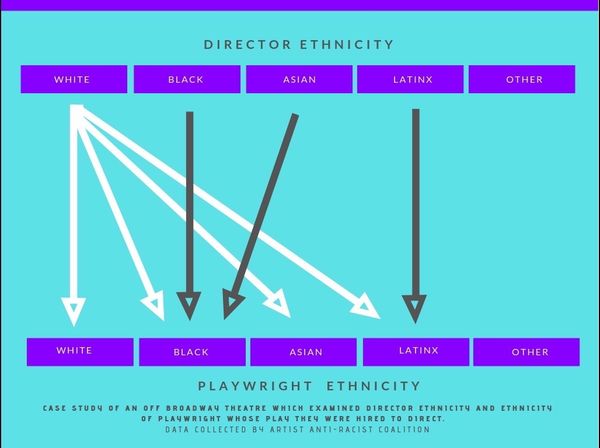 DIRECTOR ETHNICITY
WHITE BLACK ASIAN LATINX OTHER
WHITE BLACK ASIAN LATINX OTHER
PLAYWRIGHT ETHNICITY
CASE STUDY OF AN OFF BROADWAY THEATRE WHICH EXAMINED DIRECTOR ETHNICITY AND ETHNICITY
OF PLAYWRIGHT WHOSE PLAY THEY WERE HIRED TO DIRECT.
DATA COLLECTED BY ARTIST ANTI-RACIST COALITION